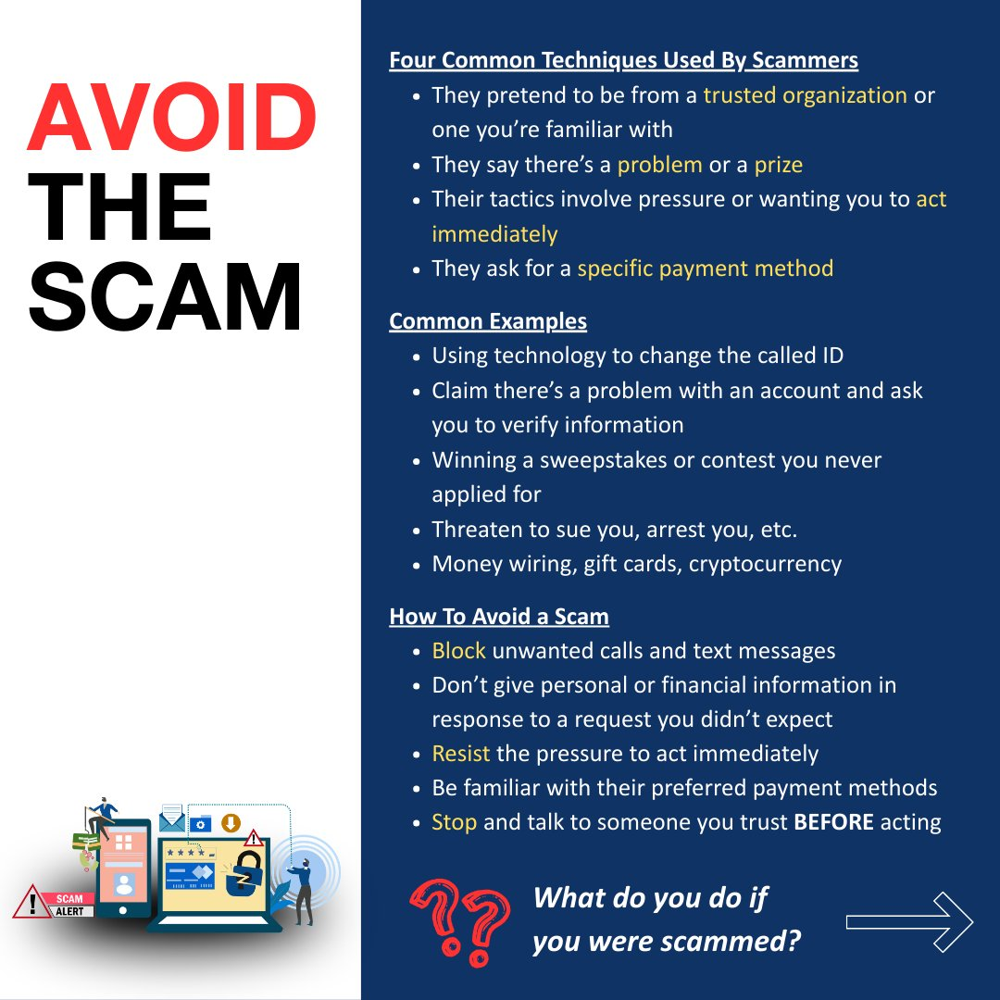 AVOID
THE
SCAM
SCAM
ALERT
Four Common Techniques Used By Scammers
• They pretend to be from a trusted organization or
one you’re familiar with
• They say there’s a problem or a prize
• Their tactics involve pressure or wanting you to act
immediately
• They ask for a specific payment method
Common Examples
• Using technology to change the called ID
• Claim there’s a problem with an account and ask
you to verify information
• Winning a sweepstakes or contest you never
applied for
• Threaten to sue you, arrest you, etc.
• Money wiring, gift cards, cryptocurrency
How To Avoid a Scam
• Block unwanted calls and text messages
• Don’t give personal or financial information in
response to a request you didn’t expect
• Resist the pressure to act immediately
• Be familiar with their preferred payment methods
• Stop and talk to someone you trust BEFORE acting
??
What do you do if
you were scammed?